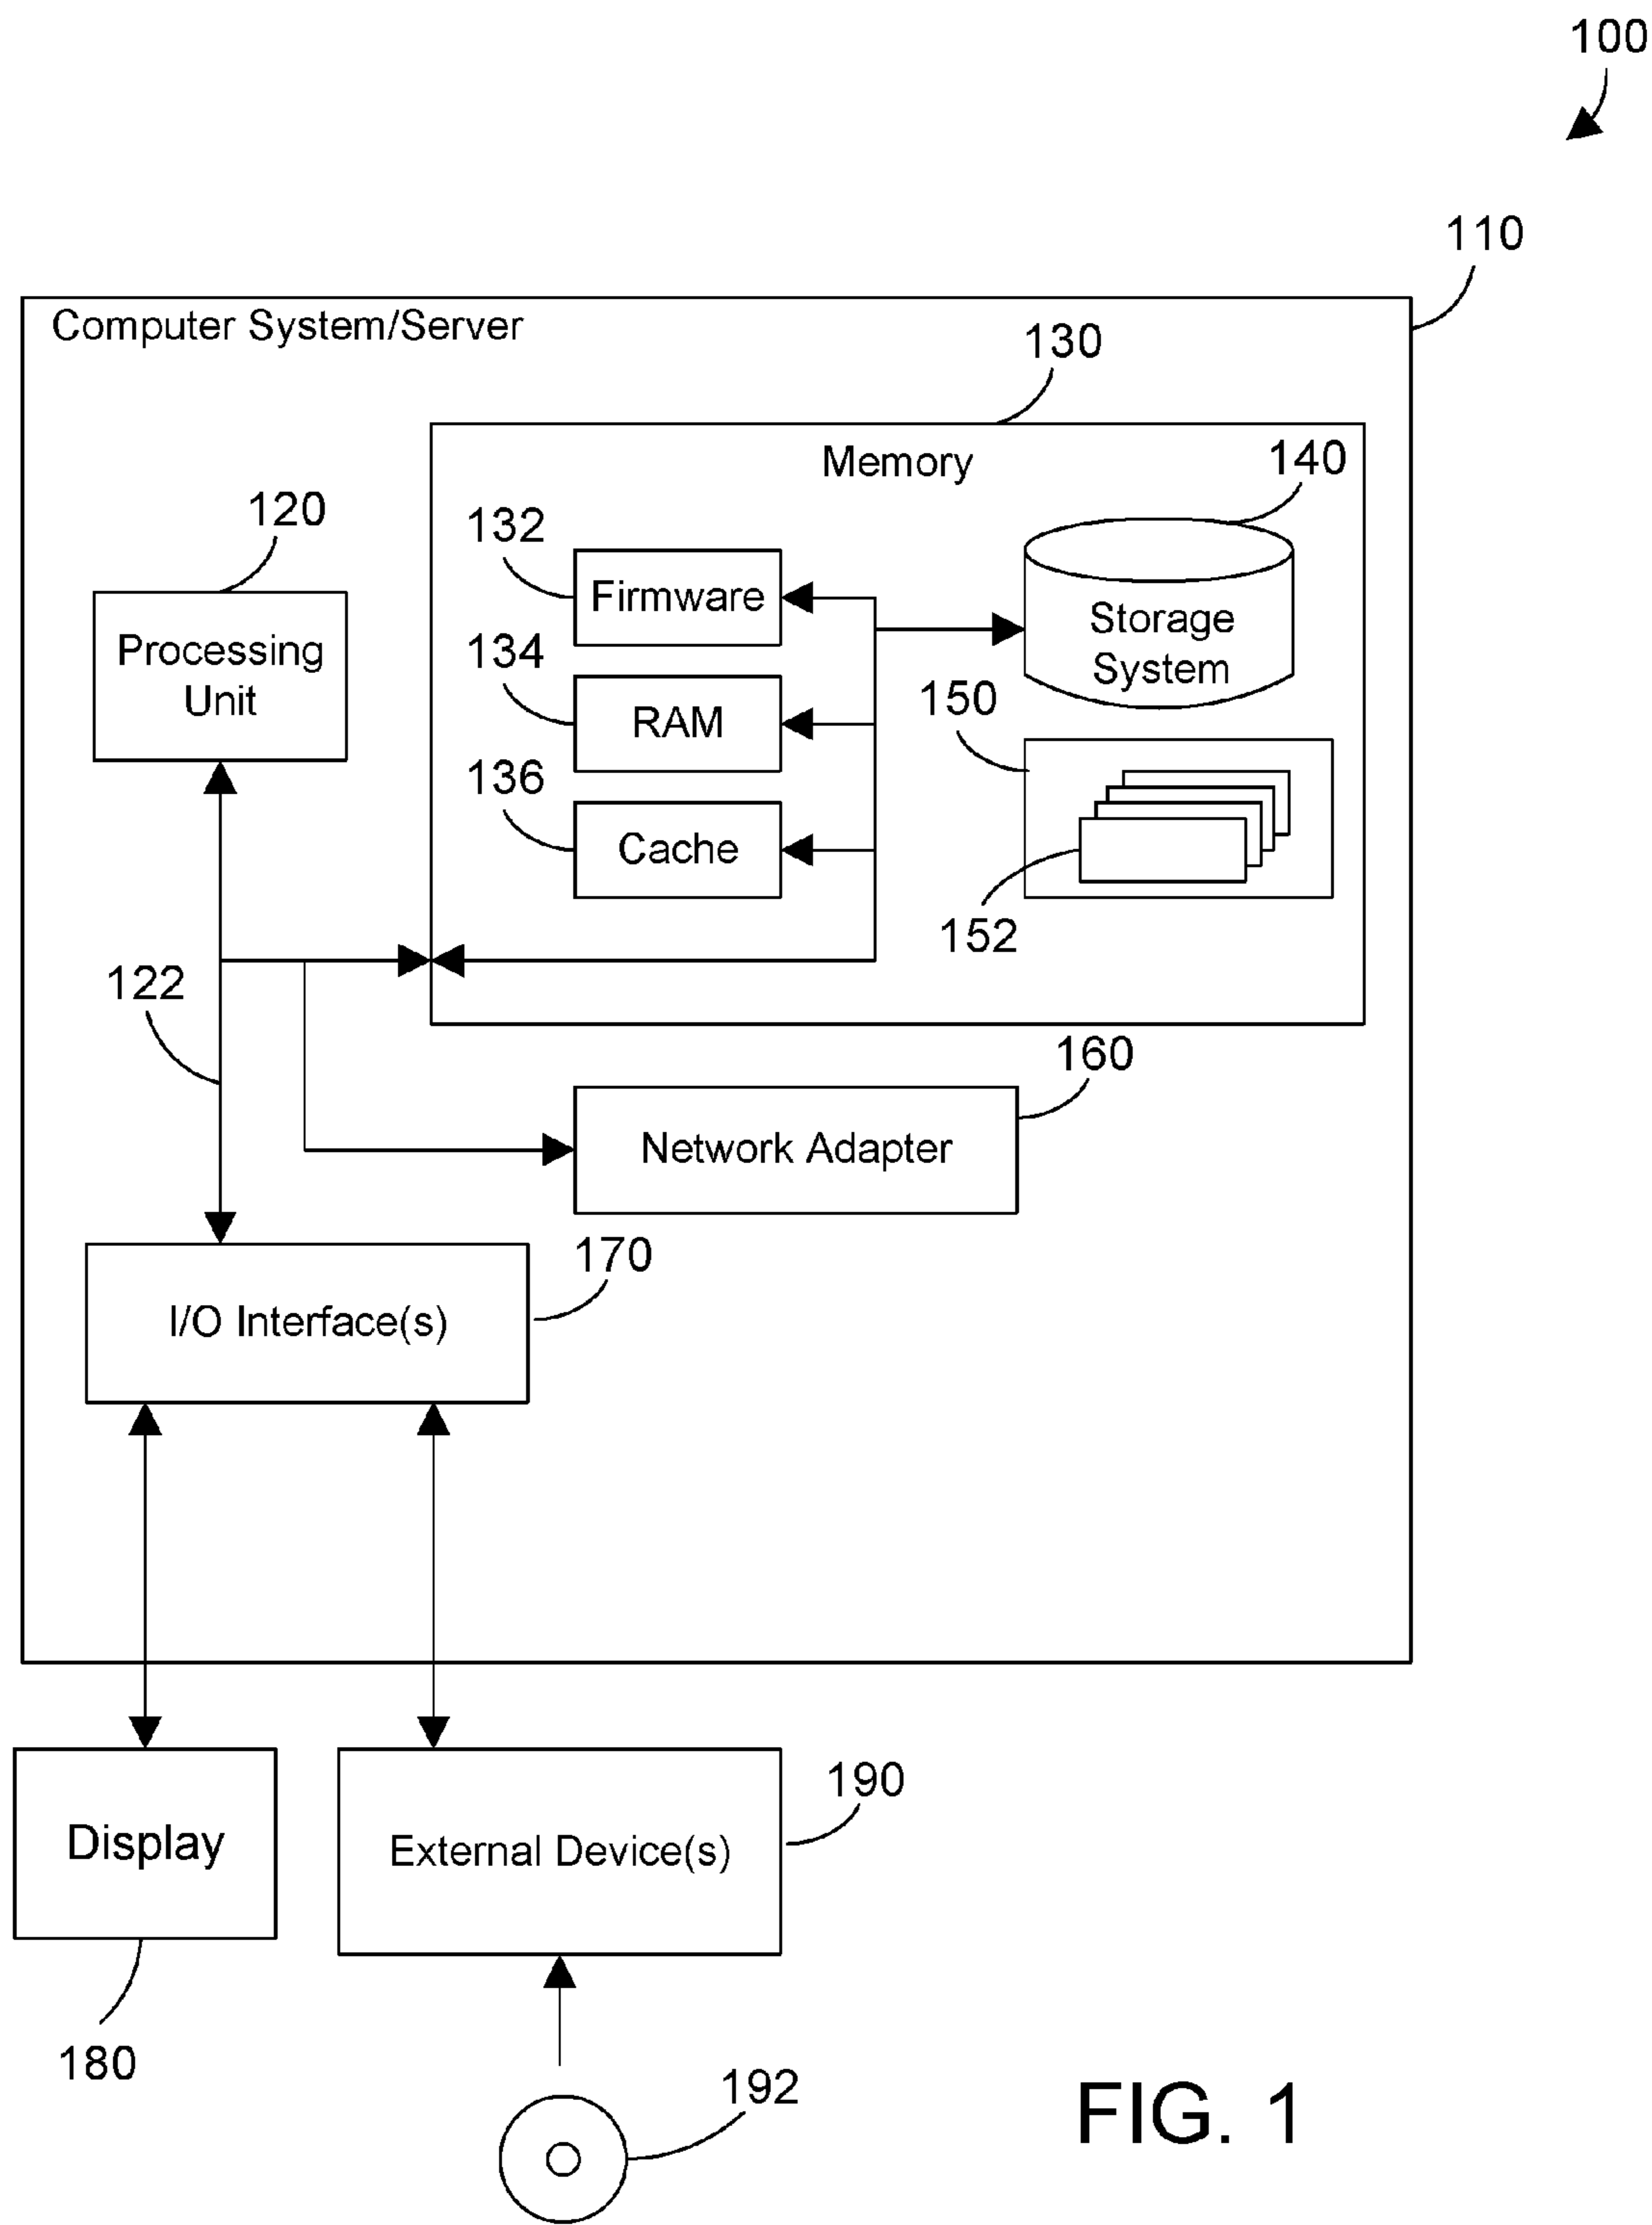 100
110
Computer System/Server
130
Memory
140
120
132
Firmware
Processing
Unit
134
RAM
Storage
System
150
136
Cache
152
122
160
Network Adapter
170
I/O Interface(s)
190
Display
External Device(s)
180
192
FIG. 1